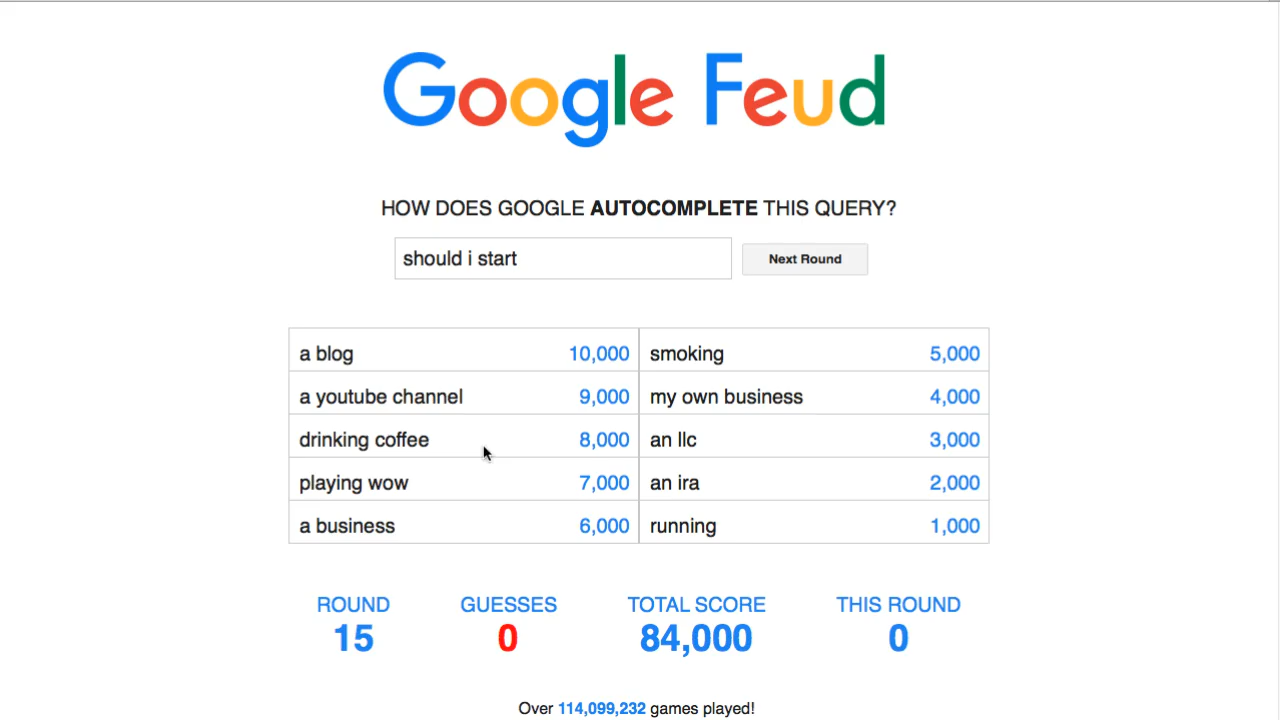 Google Feud
HOW DOES GOOGLE AUTOCOMPLETE THIS QUERY?
should i start
Next Round
a blog 10,000 smoking 5,000
a youtube channel 9,000 my own business 4,000
drinking coffee 8,000 an llc 3,000
playing wow 7,000 an ira 2,000
a business 6,000 running 1,000
ROUND GUESSES TOTAL SCORE THIS ROUND
15 0 84,000 0
Over 114,099,232 games played!